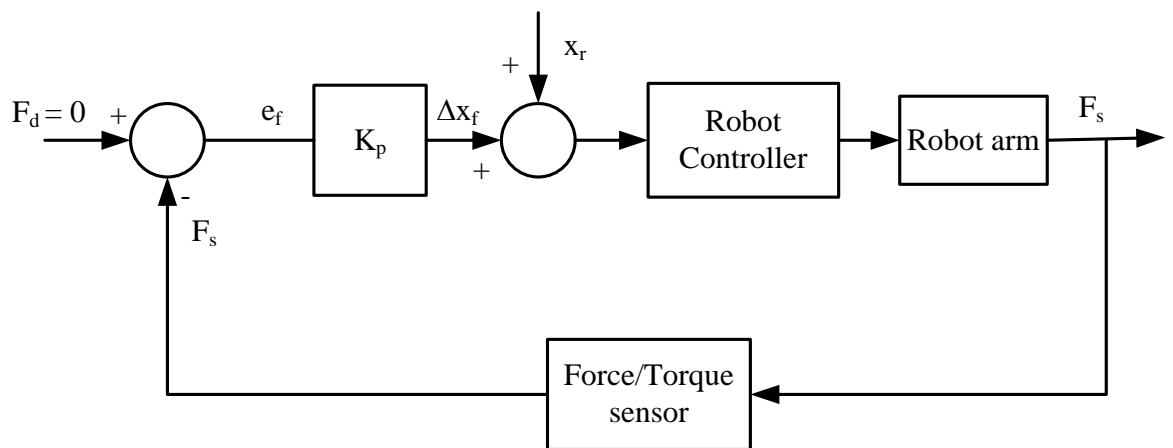 x_r
+
F_d = 0
+
e_f
K_p
Δx_f
+
Robot
Controller
Robot arm
F_s
-
F_s
Force/Torque
sensor